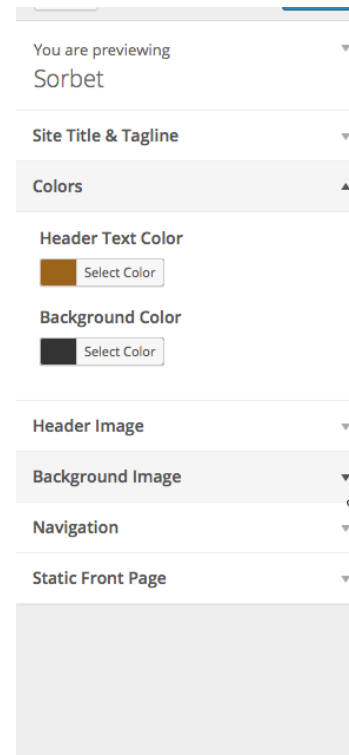 You are previewing
Sorbet
Site Title & Tagline
Colors
Header Text Color
Select Color
Background Color
Select Color
Header Image
Background Image
Navigation
Static Front Page